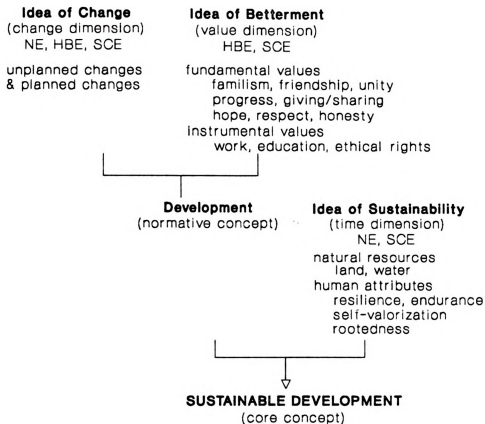 Idea of Change
(change dimension)
NE, HBE, SCE
unplanned changes
& planned changes
Idea of Betterment
(value dimension)
HBE, SCE
fundamental values
familism, friendship, unity
progress, giving/sharing
hope, respect, honesty
instrumental values
work, education, ethical rights
Development
(normative concept)
Idea of Sustainability
(time dimension)
NE, SCE
natural resources
land, water
human attributes
resilience, endurance
self-valorization
rootedness
SUSTAINABLE DEVELOPMENT
(core concept)